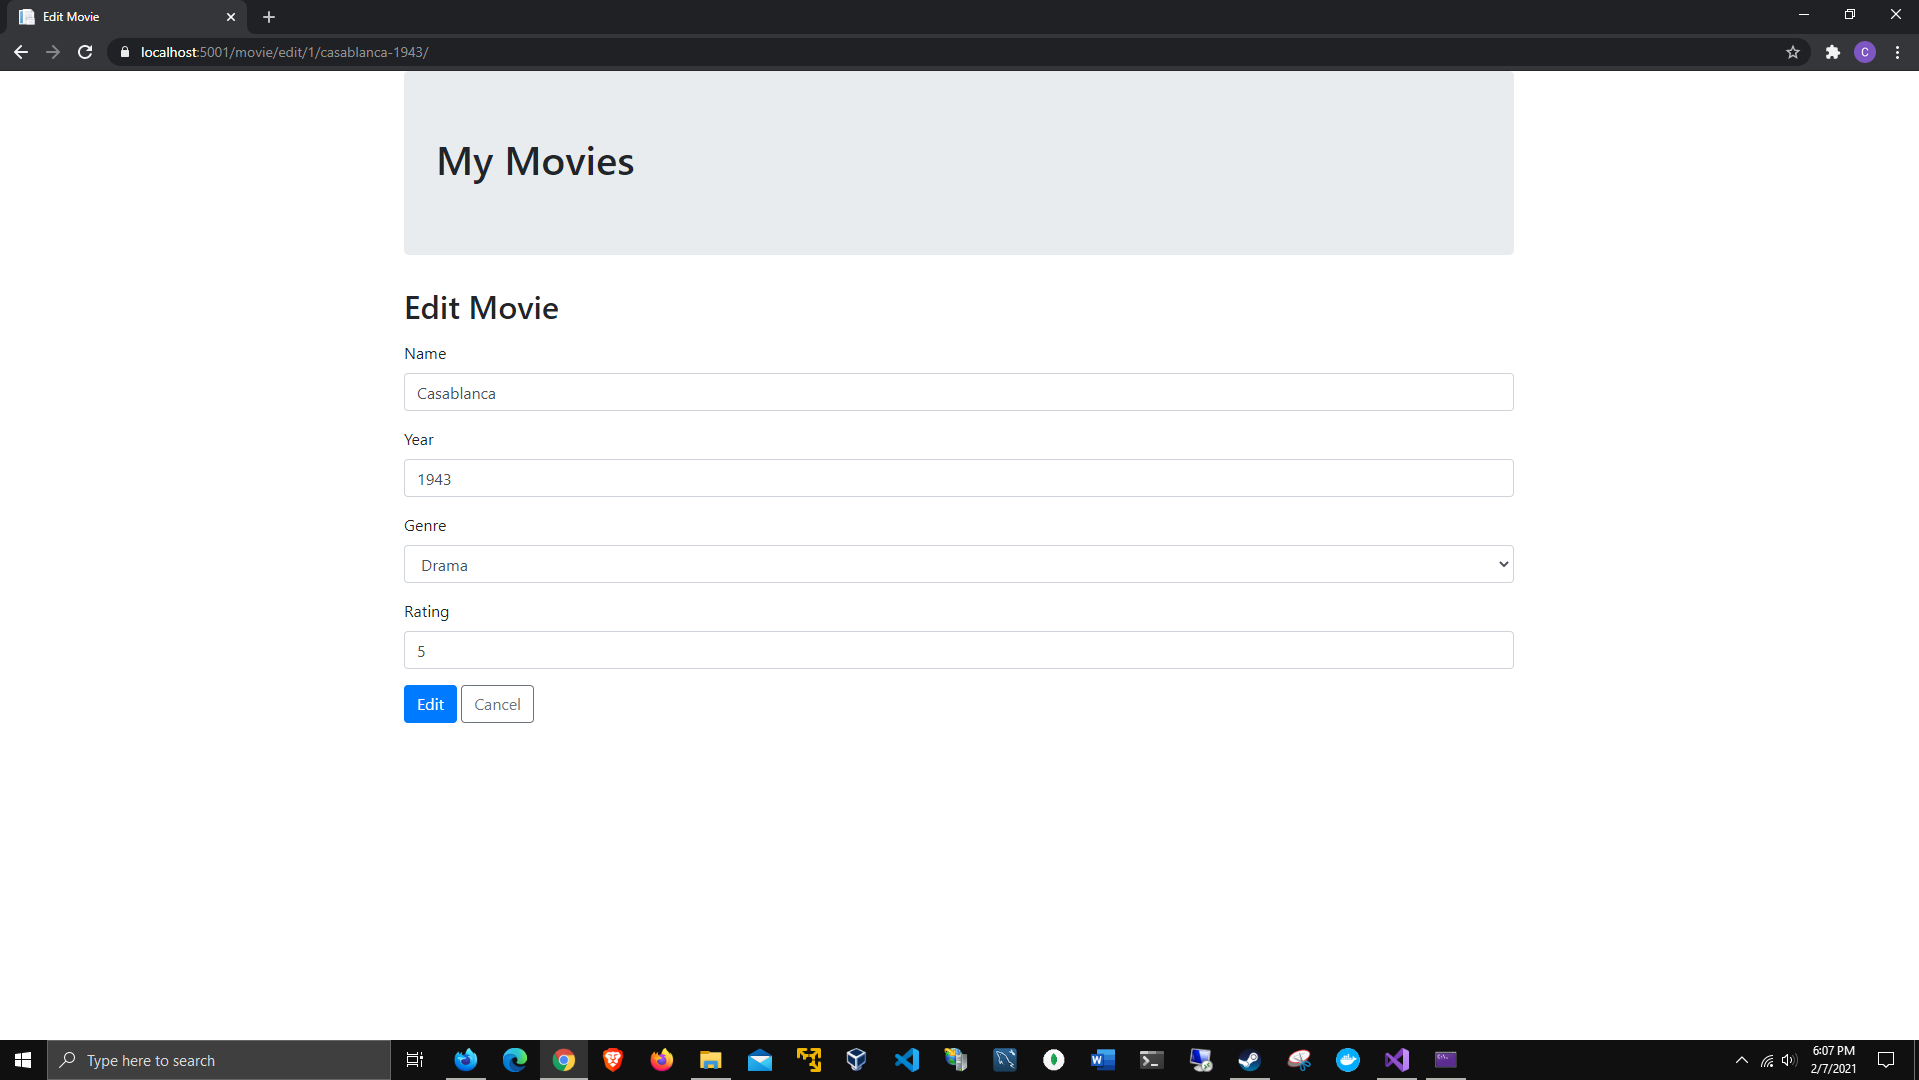 Edit Movie
localhost:5001/movie/edit/1/casablanca-1943/
C
My Movies
Edit Movie
Name
Casablanca
Year
1943
Genre
Drama
Rating
5
Edit Cancel
Type here to search
6:07 PM
2/7/2021